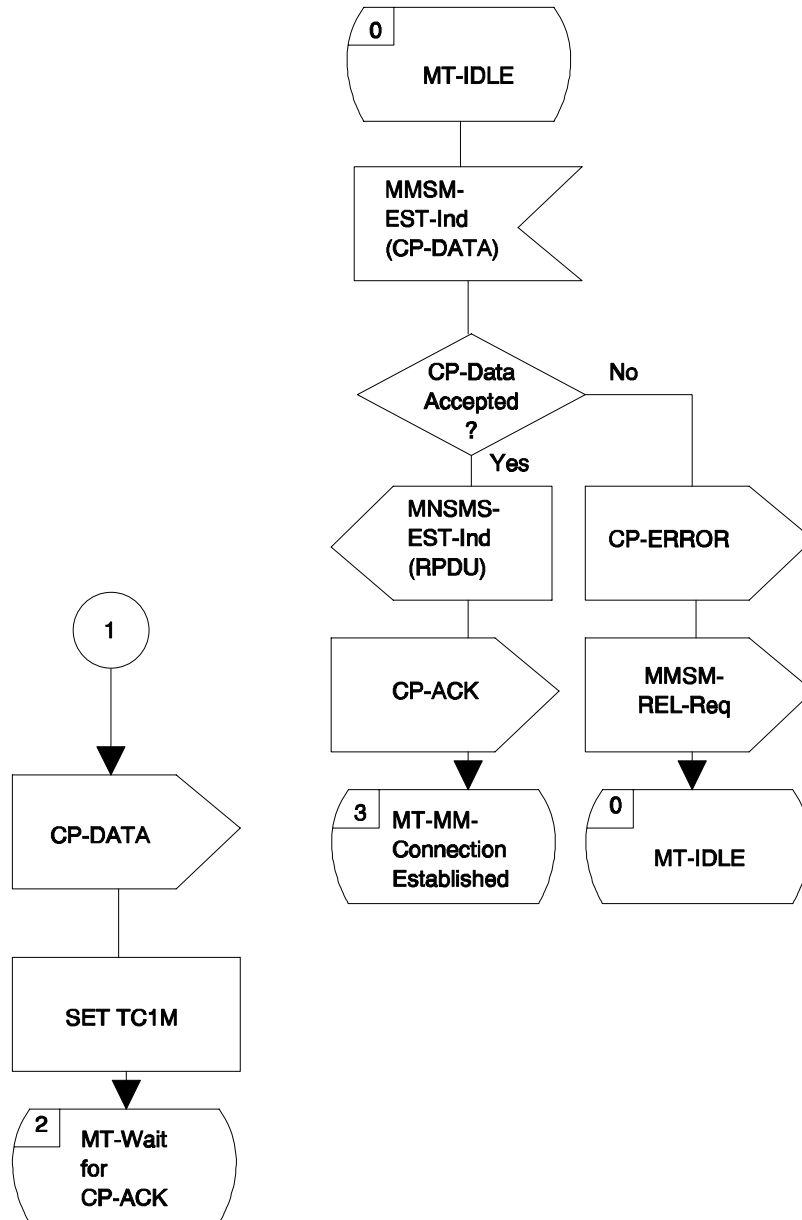 0
MT-IDLE
MMSM-
EST-Ind
(CP-DATA)
CP-Data
Accepted
?
No
Yes
MNSMS-
EST-Ind
(RPDU)
CP-ERROR
1
CP-ACK
MMSM-
REL-Req
CP-DATA
3
MT-MM-
Connection
Established
0
MT-IDLE
SET TC1M
2
MT-Wait
for
CP-ACK